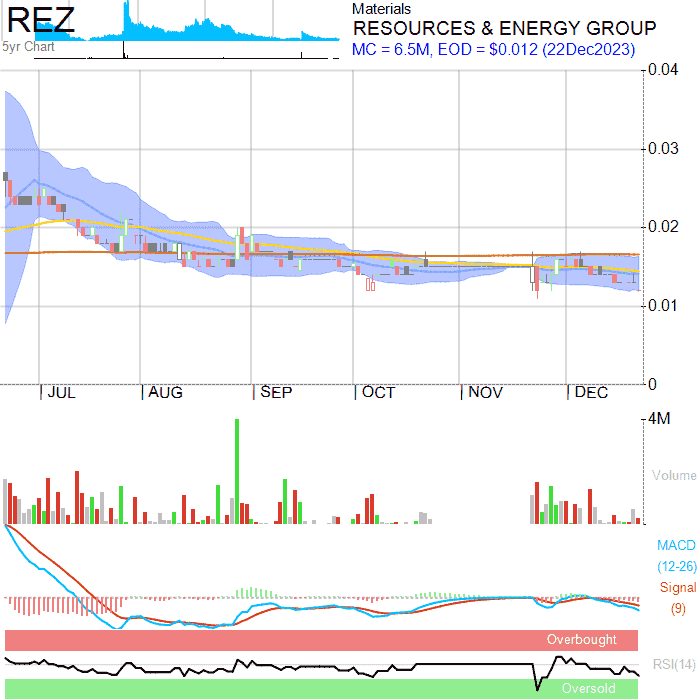 REZ
5yr Chart
Materials
RESOURCES & ENERGY GROUP
MC = 6.5M, EOD = $0.012 (22Dec2023)
0.04
0.03
0.02
0.01
0
JUL AUG SEP OCT NOV DEC
4M
Volume
MACD
(12-26)
Signal
(9)
Overbought
RSI(14)
Oversold